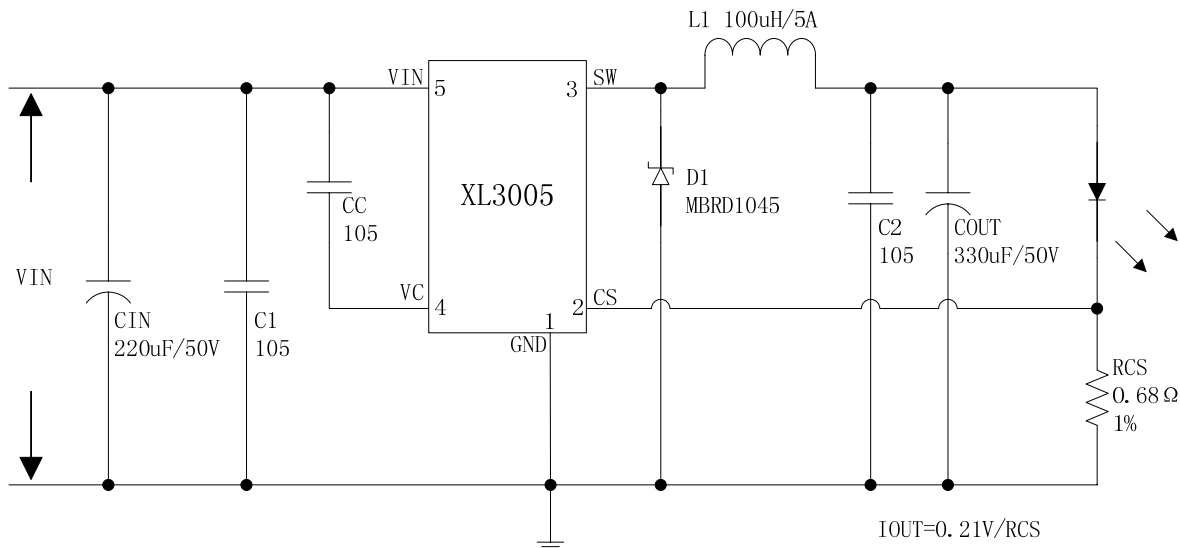 L1 100uH/5A
VIN
5
3
SW
XL3005
D1
MBRD1045
CC
105
C2
105
COUT
330uF/50V
VIN
VC
4
2
CS
1
GND
CIN
220uF/50V
C1
105
RCS
0.68Ω
1%
IOUT=0.21V/RCS